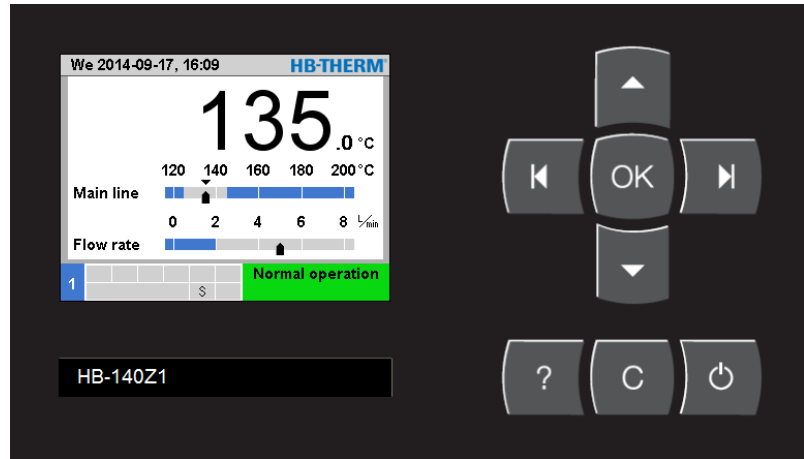 We 2014-09-17, 16:09 HB-THERM®
135.0 °C
120 140 160 180 200°C
Main line
0 2 4 6 8 L/min
Flow rate
1 S Normal operation
OK
HB-140Z1
? C